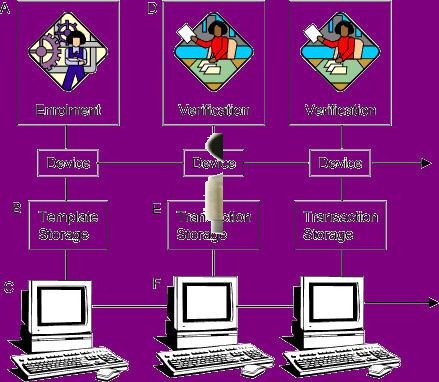 A
D
Enrolment
Verification
Verification
Device
Device
Device
B
E
Template
Storage
Transaction
Storage
Transaction
Storage
C
F